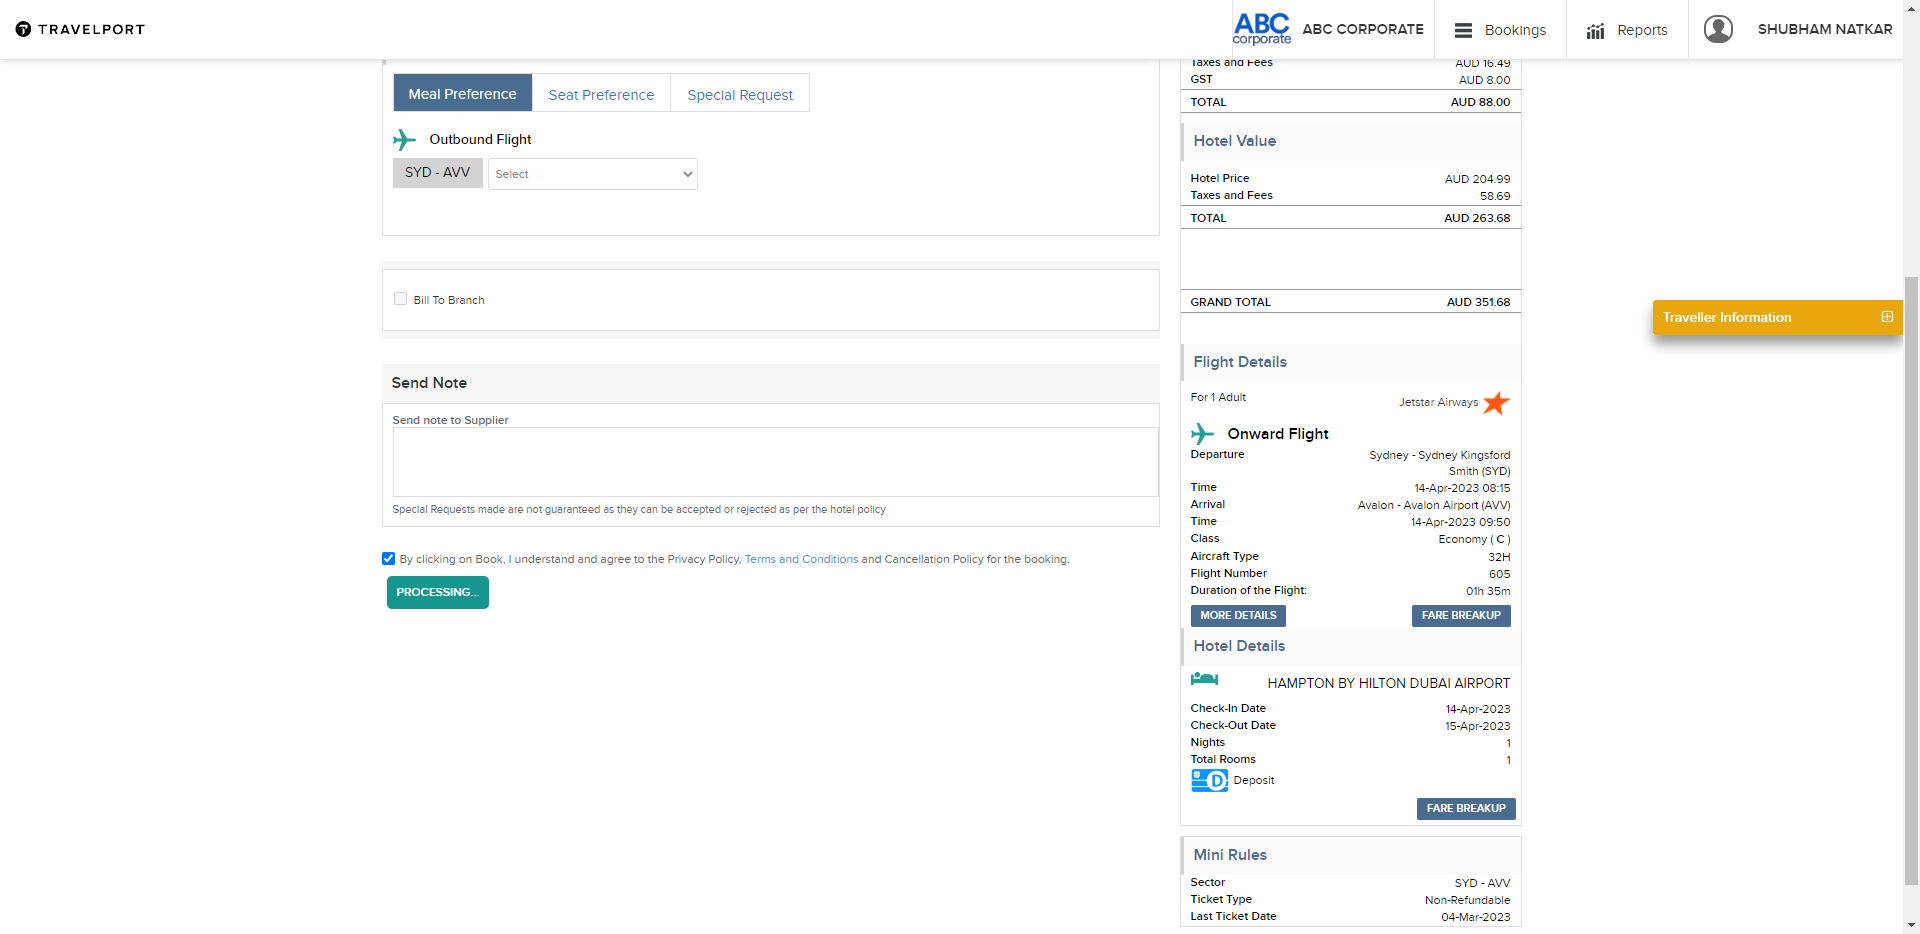 TRAVELPORT
ABC
corporate
ABC CORPORATE
Bookings
Reports
SHUBHAM NATKAR
Meal Preference
Seat Preference
Special Request
Outbound Flight
SYD - AVV
Select
Bill To Branch
Send Note
Send note to Supplier
Special Requests made are not guaranteed as they can be accepted or rejected as per the hotel policy
By clicking on Book, I understand and agree to the Privacy Policy, Terms and Conditions and Cancellation Policy for the booking.
PROCESSING...
Taxes and Fees AUD 16.49
GST AUD 8.00
TOTAL AUD 88.00
Hotel Value
Hotel Price AUD 204.99
Taxes and Fees 58.69
TOTAL AUD 263.68
GRAND TOTAL AUD 351.68
Flight Details
For 1 Adult Jetstar Airways
Onward Flight
Departure Sydney - Sydney Kingsford
Smith (SYD)
Time 14-Apr-2023 08:15
Arrival Avalon - Avalon Airport (AVV)
Time 14-Apr-2023 09:50
Class Economy ( C )
Aircraft Type 32H
Flight Number 605
Duration of the Flight: 01h 35m
MORE DETAILS FARE BREAKUP
Hotel Details
HAMPTON BY HILTON DUBAI AIRPORT
Check-In Date 14-Apr-2023
Check-Out Date 15-Apr-2023
Nights 1
Total Rooms 1
D Deposit
FARE BREAKUP
Mini Rules
Sector SYD - AVV
Ticket Type Non-Refundable
Last Ticket Date 04-Mar-2023
Traveller Information